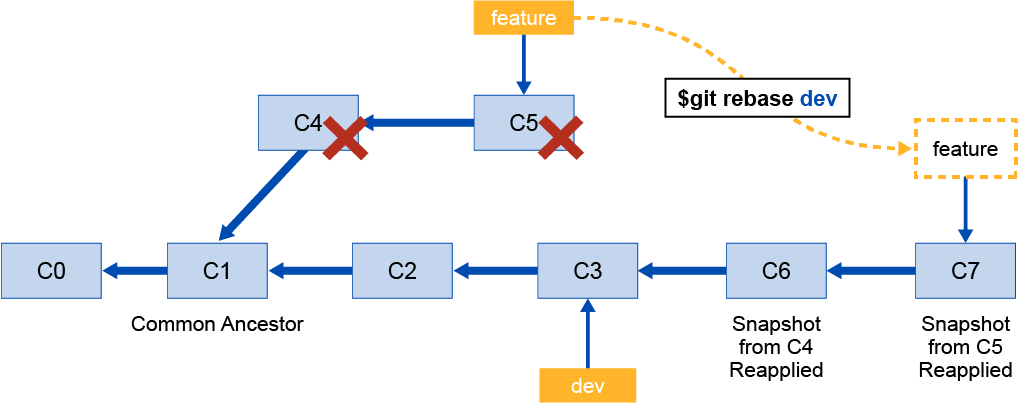 feature
$git rebase dev
C4
C5
feature
C0
C1
C2
C3
C6
C7
Common Ancestor
Snapshot
from C4
Reapplied
Snapshot
from C5
Reapplied
dev